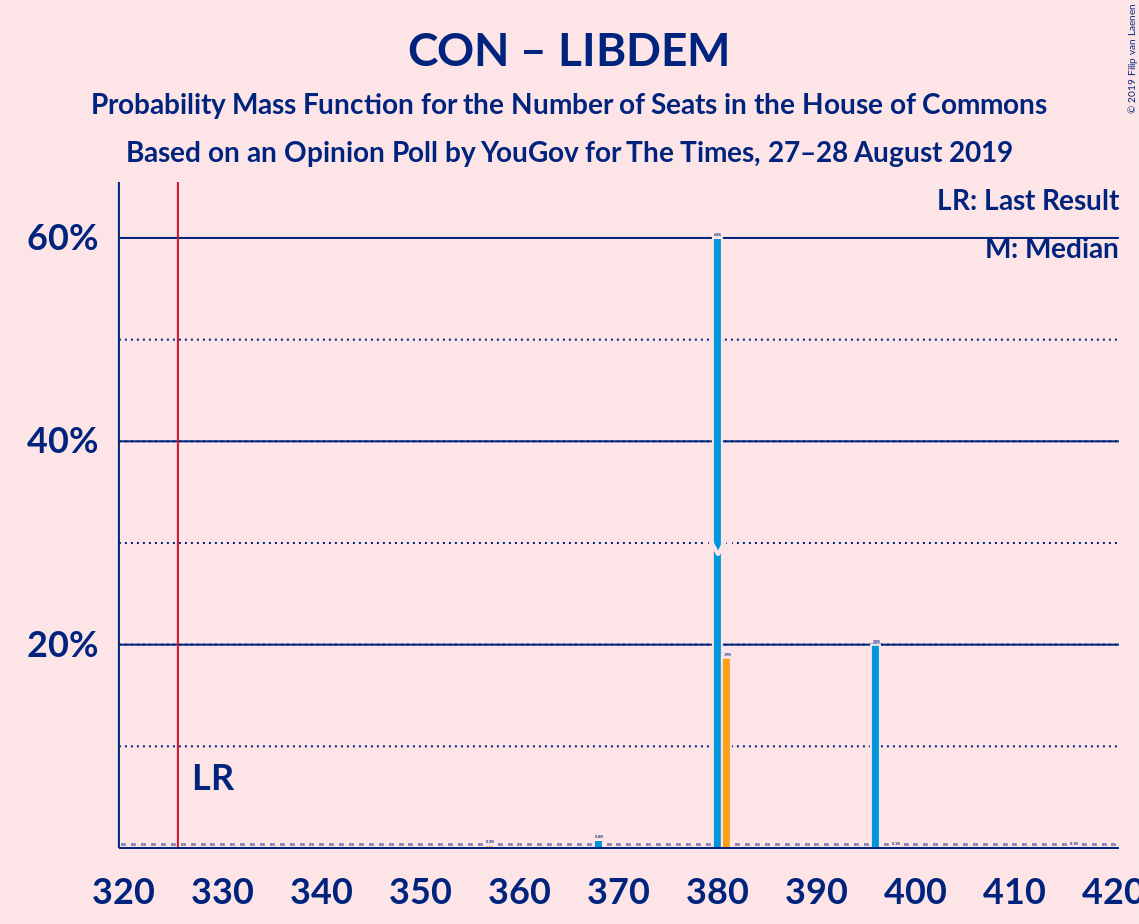 CON – LIBDEM
Probability Mass Function for the Number of Seats in the House of Commons
Based on an Opinion Poll by YouGov for The Times, 27–28 August 2019
© 2019 Filip van Laenen
LR: Last Result
M: Median
60%
40%
20%
LR
M
320 330 340 350 360 370 380 390 400 410 420